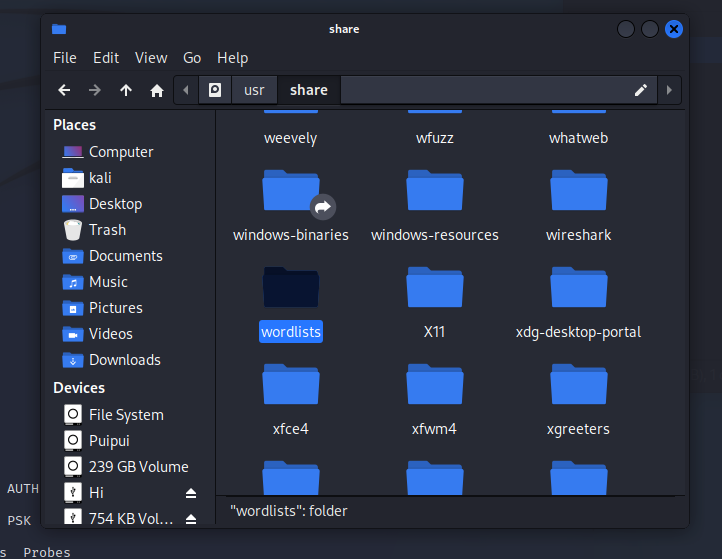 share
File Edit View Go Help
usr share
Places
Computer
kali
Desktop
Trash
Documents
Music
Pictures
Videos
Downloads
Devices
File System
Puipui
239 GB Volume
Hi
754 KB Vol...
weevely wfuzz whatweb
windows-binaries windows-resources wireshark
wordlists X11 xdg-desktop-portal
xfce4 xfwm4 xgreeters
"wordlists": folder
AUTH
PSK
s Probes